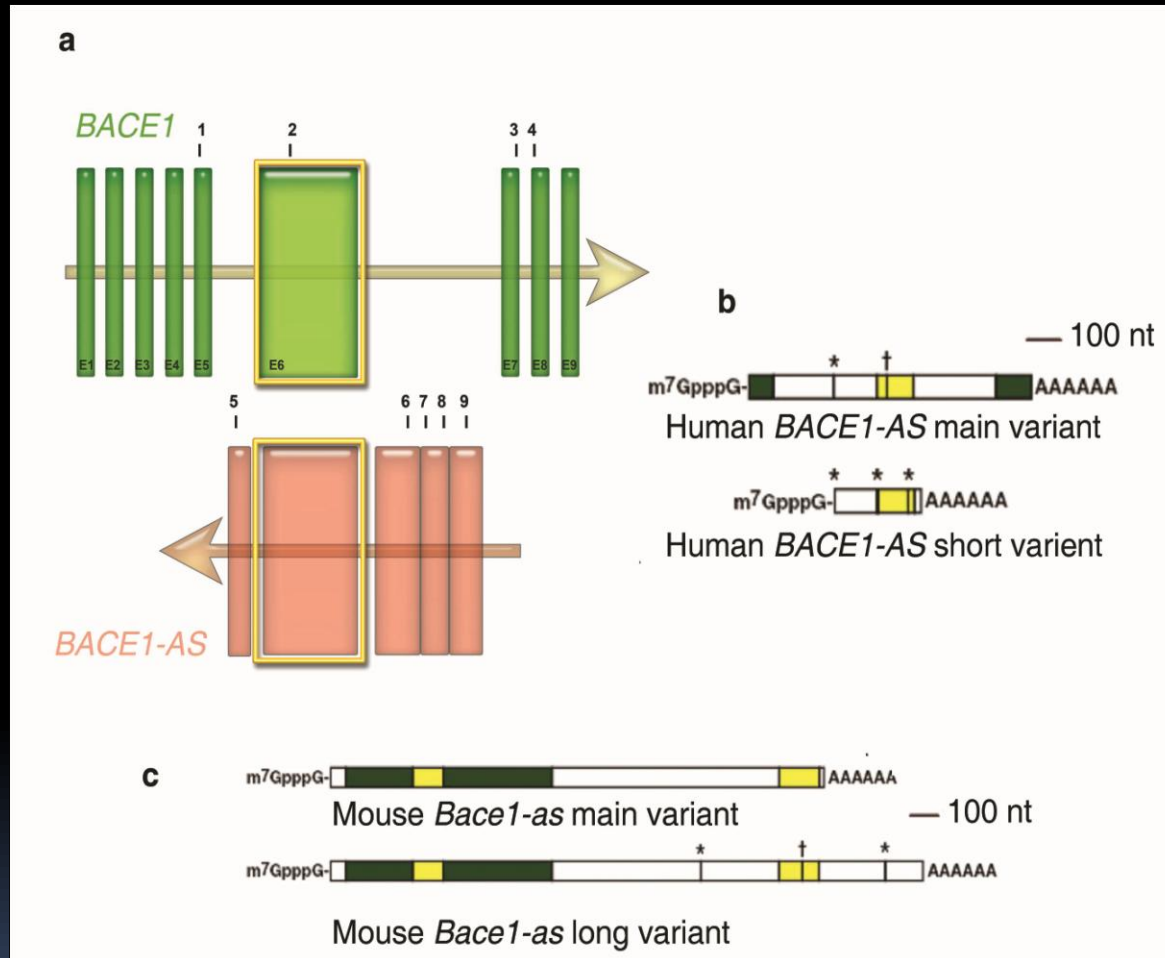 a
BACE1 1 2 3 4
E1 E2 E3 E4 E5 E6 E7 E8 E9
5 6 7 8 9
BACE1-AS
b
100 nt
* †
m7GpppG- AAAAAA
Human BACE1-AS main variant
* * *
m7GpppG- AAAAAA
Human BACE1-AS short varient
c
m7GpppG- AAAAAA
Mouse Bace1-as main variant
100 nt
* † *
m7GpppG- AAAAAA
Mouse Bace1-as long variant